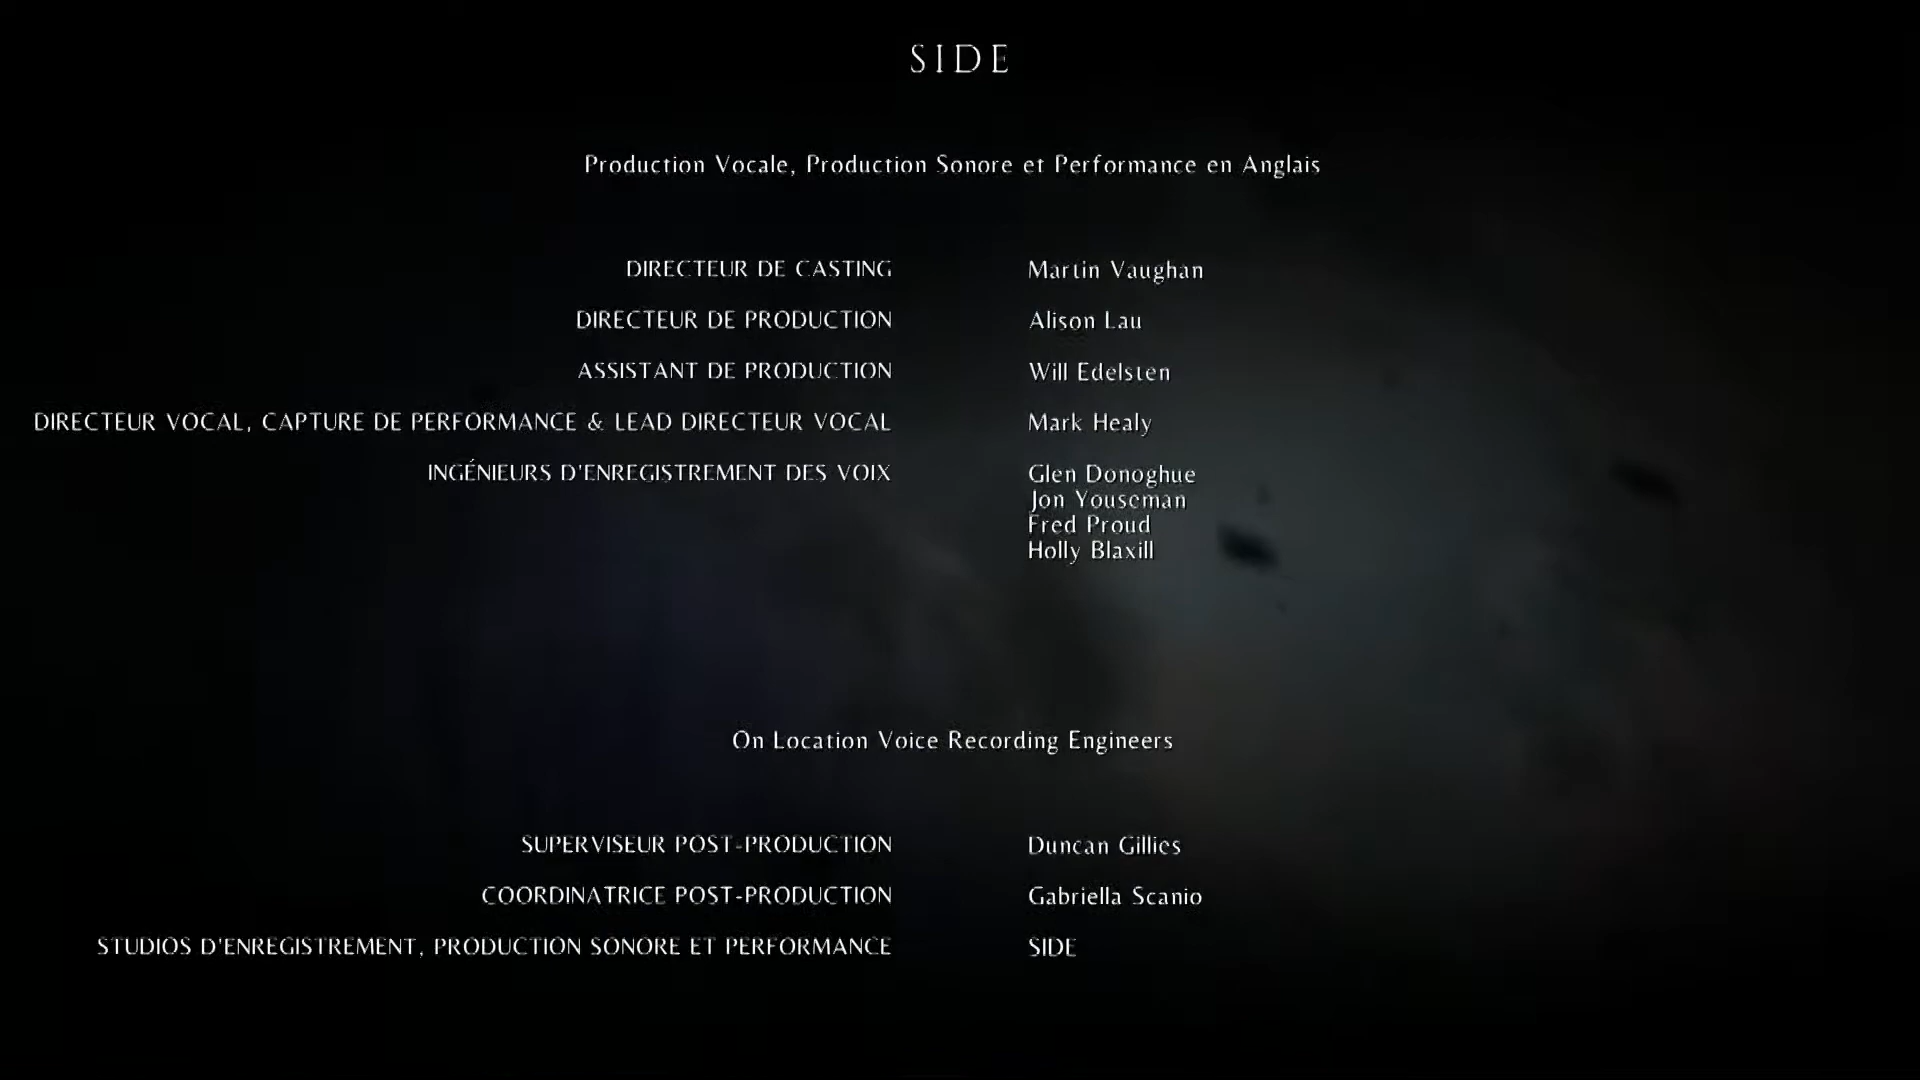 SIDE
Production Vocale, Production Sonore et Performance en Anglais
DIRECTEUR DE CASTING Martin Vaughan
DIRECTEUR DE PRODUCTION Alison Lau
ASSISTANT DE PRODUCTION Will Edelsten
DIRECTEUR VOCAL, CAPTURE DE PERFORMANCE & LEAD DIRECTEUR VOCAL Mark Healy
INGÉNIEURS D'ENREGISTREMENT DES VOIX Glen Donoghue
Jon Youseman
Fred Proud
Holly Blaxill
On Location Voice Recording Engineers
SUPERVISEUR POST-PRODUCTION Duncan Gillies
COORDINATRICE POST-PRODUCTION Gabriella Scanio
STUDIOS D'ENREGISTREMENT, PRODUCTION SONORE ET PERFORMANCE SIDE